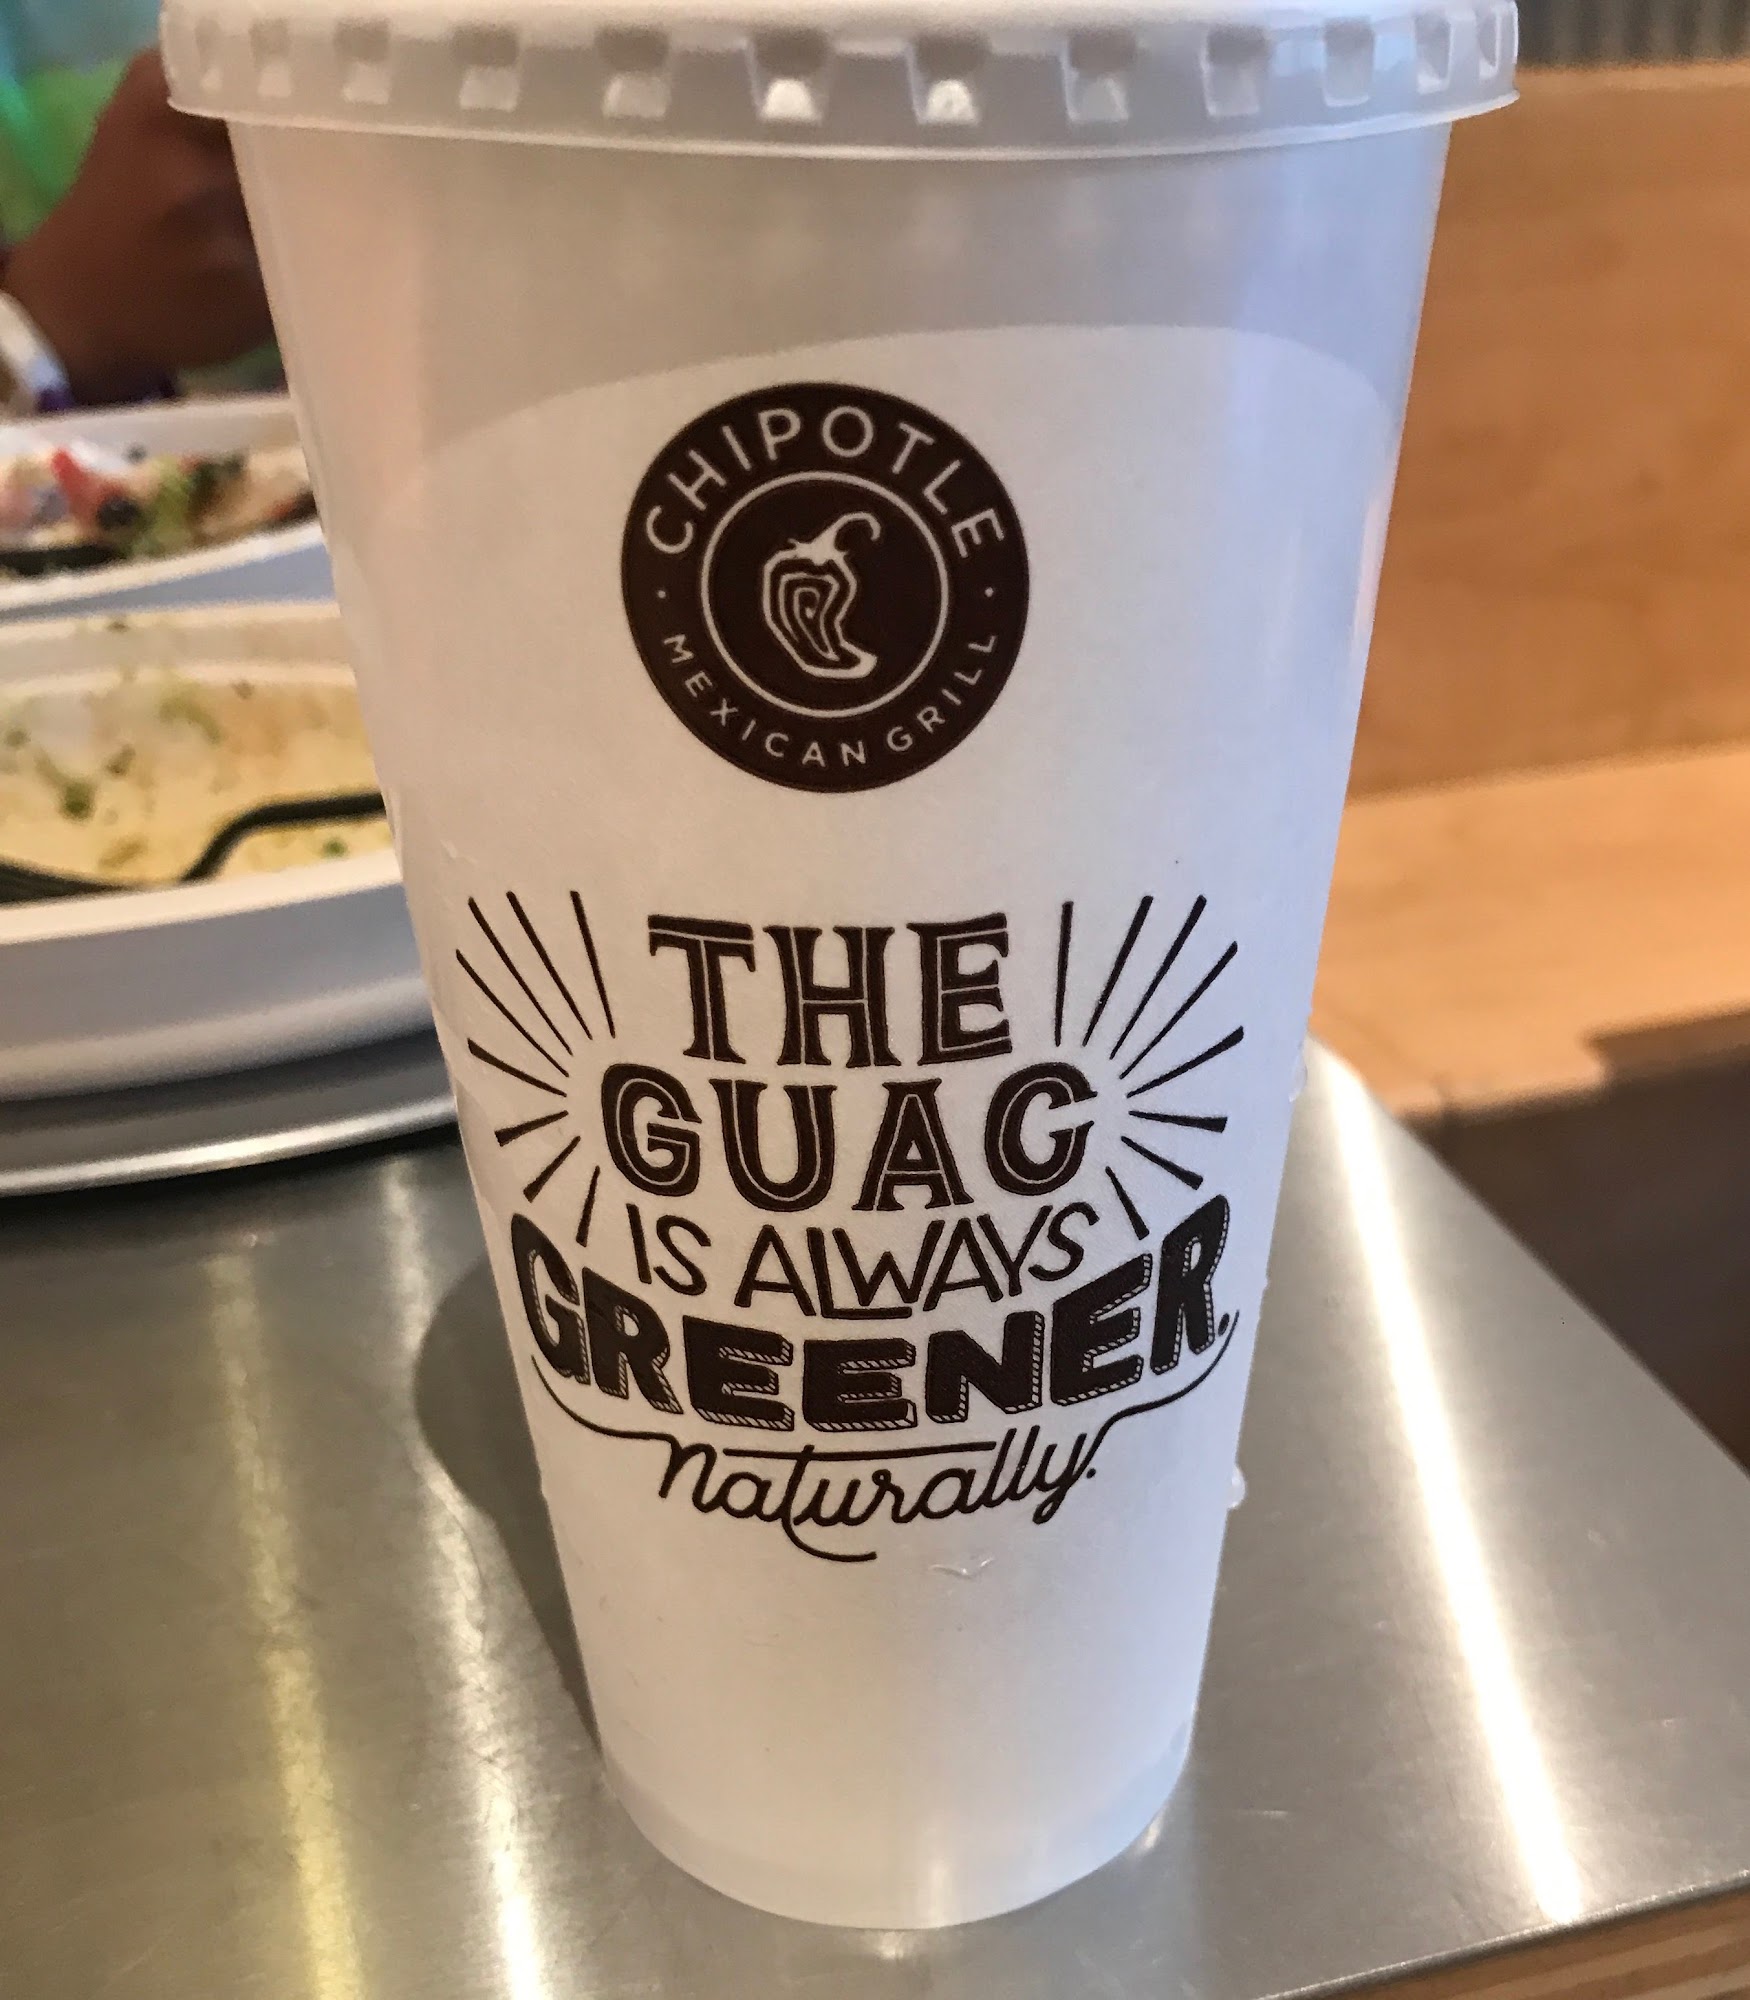 CHIPOTLE
MEXICAN GRILL
THE
GUAC
IS ALWAYS
GREENER.
naturally!